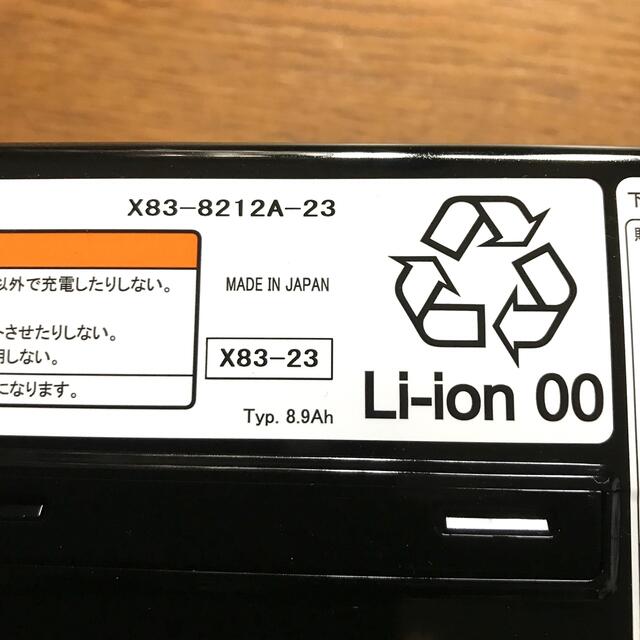 X83-8212A-23
以外で充電したりしない。
MADE IN JAPAN
させたりしない。
しない。
X83-23
になります。
Typ. 8.9Ah
Li-ion 00
下